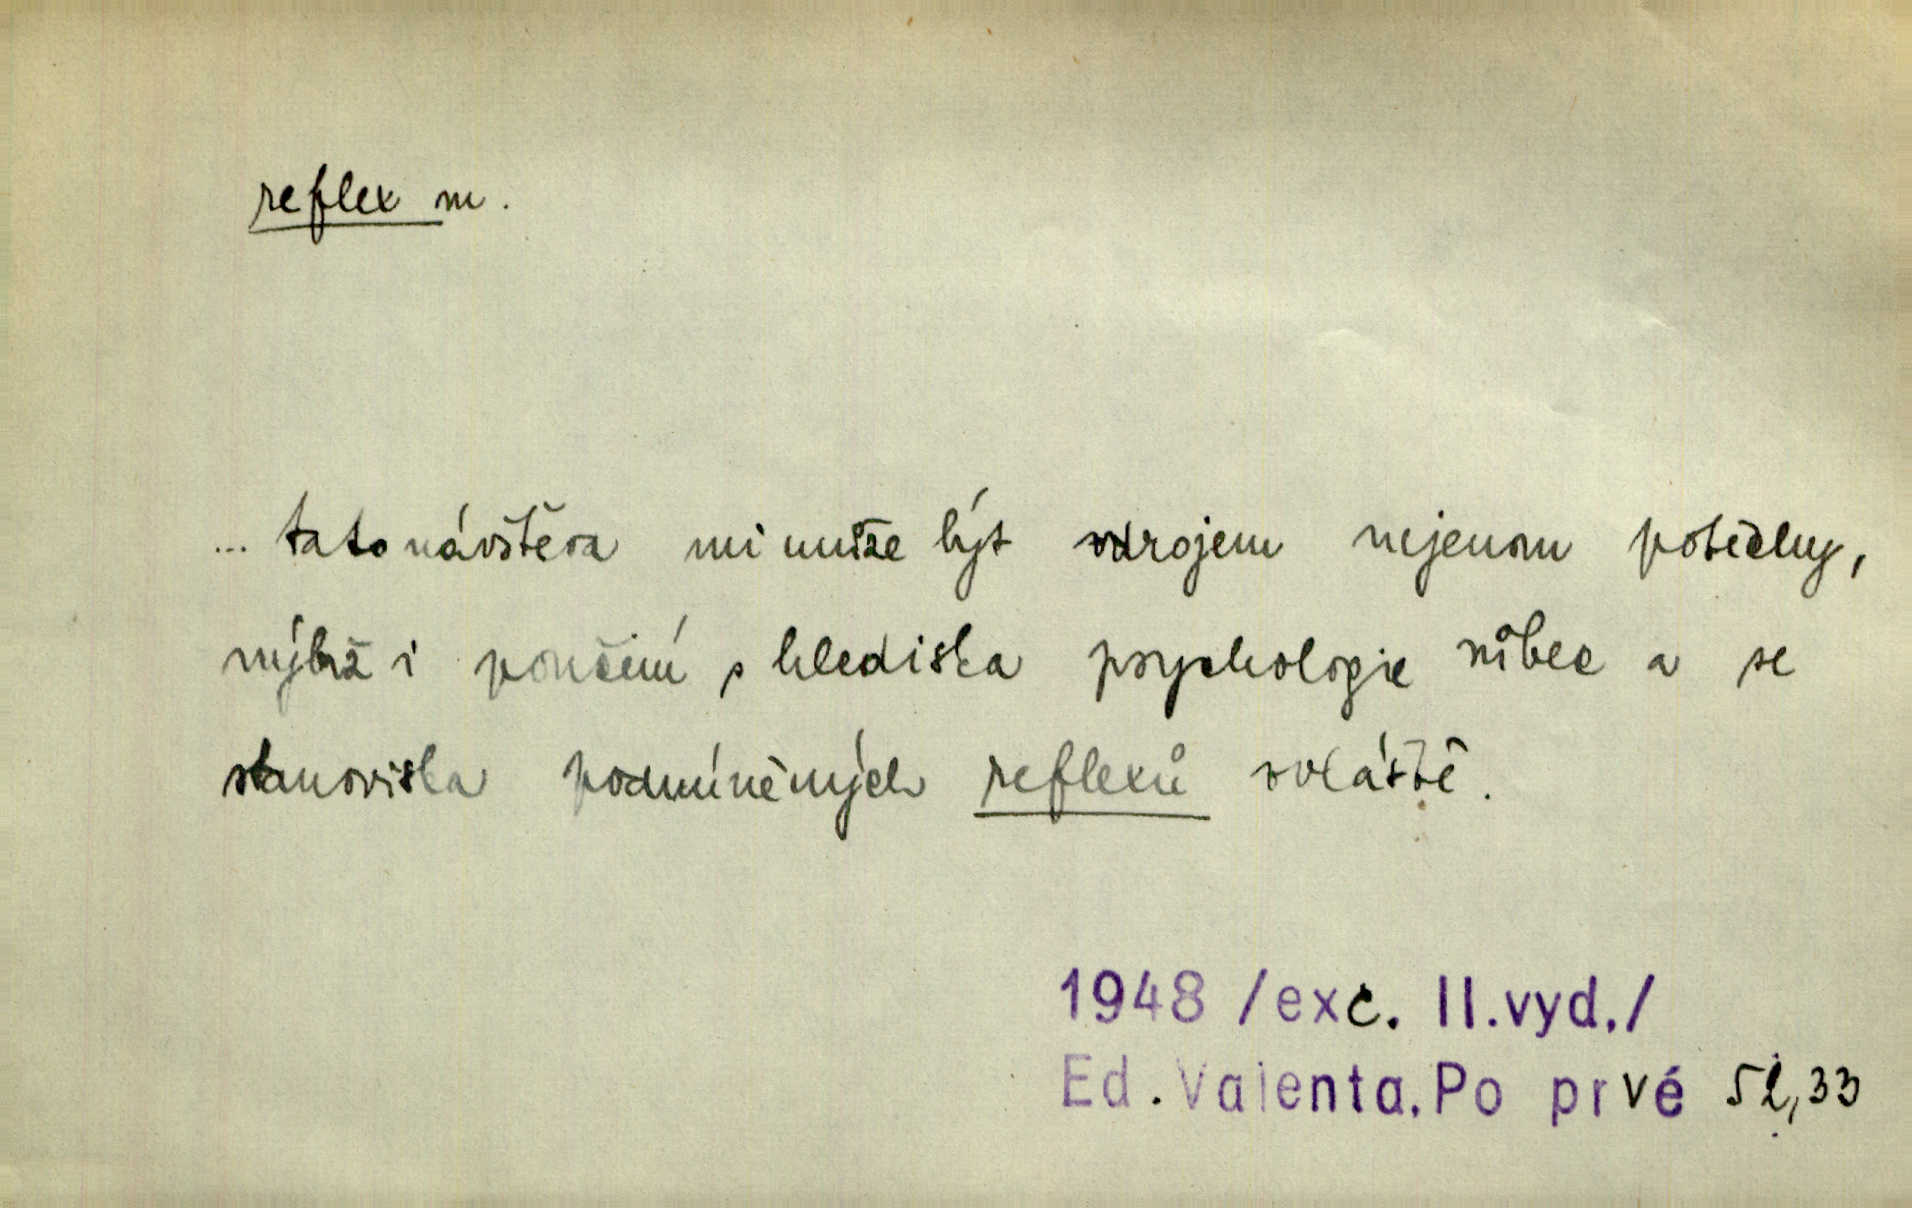 reflex m.
... tato návštěva mi může být zdrojem nejenom potěchy,
nýbrž i poučení s hlediska psychologie vůbec a se
stanoviska podmíněných reflexů zvláště.
1948 /exc. II.vyd./
Ed. Valenta. Po prvé 52,33